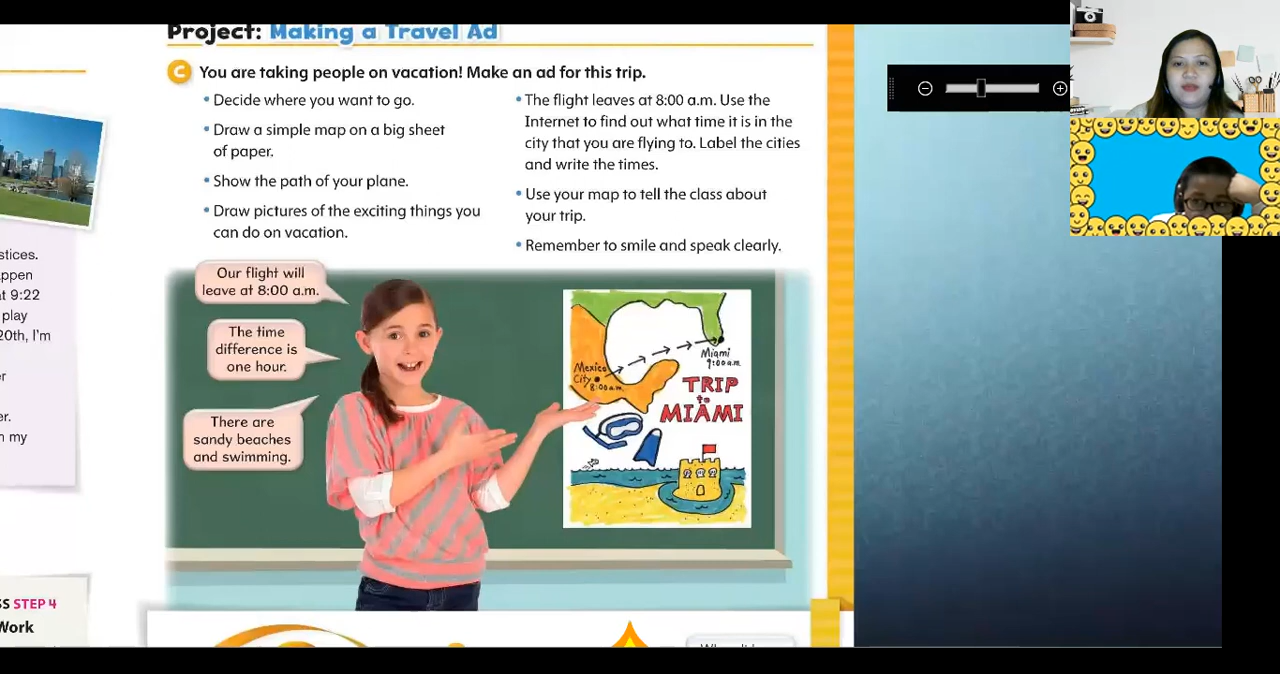 Project: Making a Travel Ad
C You are taking people on vacation! Make an ad for this trip.
• Decide where you want to go.
• Draw a simple map on a big sheet
of paper.
• Show the path of your plane.
• Draw pictures of the exciting things you
can do on vacation.
• The flight leaves at 8:00 a.m. Use the
Internet to find out what time it is in the
city that you are flying to. Label the cities
and write the times.
• Use your map to tell the class about
your trip.
• Remember to smile and speak clearly.
Our flight will
leave at 8:00 a.m.
The time
difference is
one hour.
There are
sandy beaches
and swimming.
Mexico
City
8:00 a.m.
Miami
9:00 a.m.
TRIP
to
MIAMI
stices.
appen
at 9:22
play
20th, I'm
er
er.
n my
STEP 4
Work